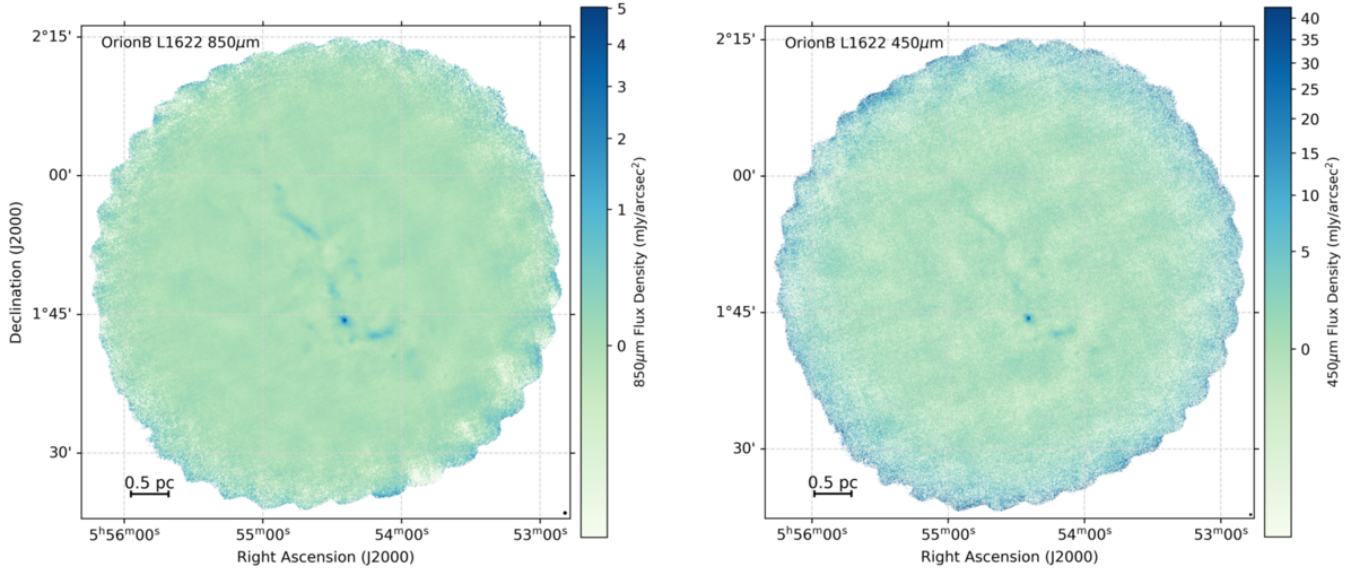 OrionB L1622 850μm
2°15'
00'
1°45'
30'
Declination (J2000)
0.5 pc
5ʰ56ᵐ00ˢ
55ᵐ00ˢ
54ᵐ00ˢ
53ᵐ00ˢ
Right Ascension (J2000)
5
4
3
2
1
0
850μm Flux Density (mJy/arcsec²)
OrionB L1622 450μm
2°15'
00'
1°45'
30'
0.5 pc
5ʰ56ᵐ00ˢ
55ᵐ00ˢ
54ᵐ00ˢ
53ᵐ00ˢ
Right Ascension (J2000)
40
35
30
25
20
15
10
5
0
450μm Flux Density (mJy/arcsec²)